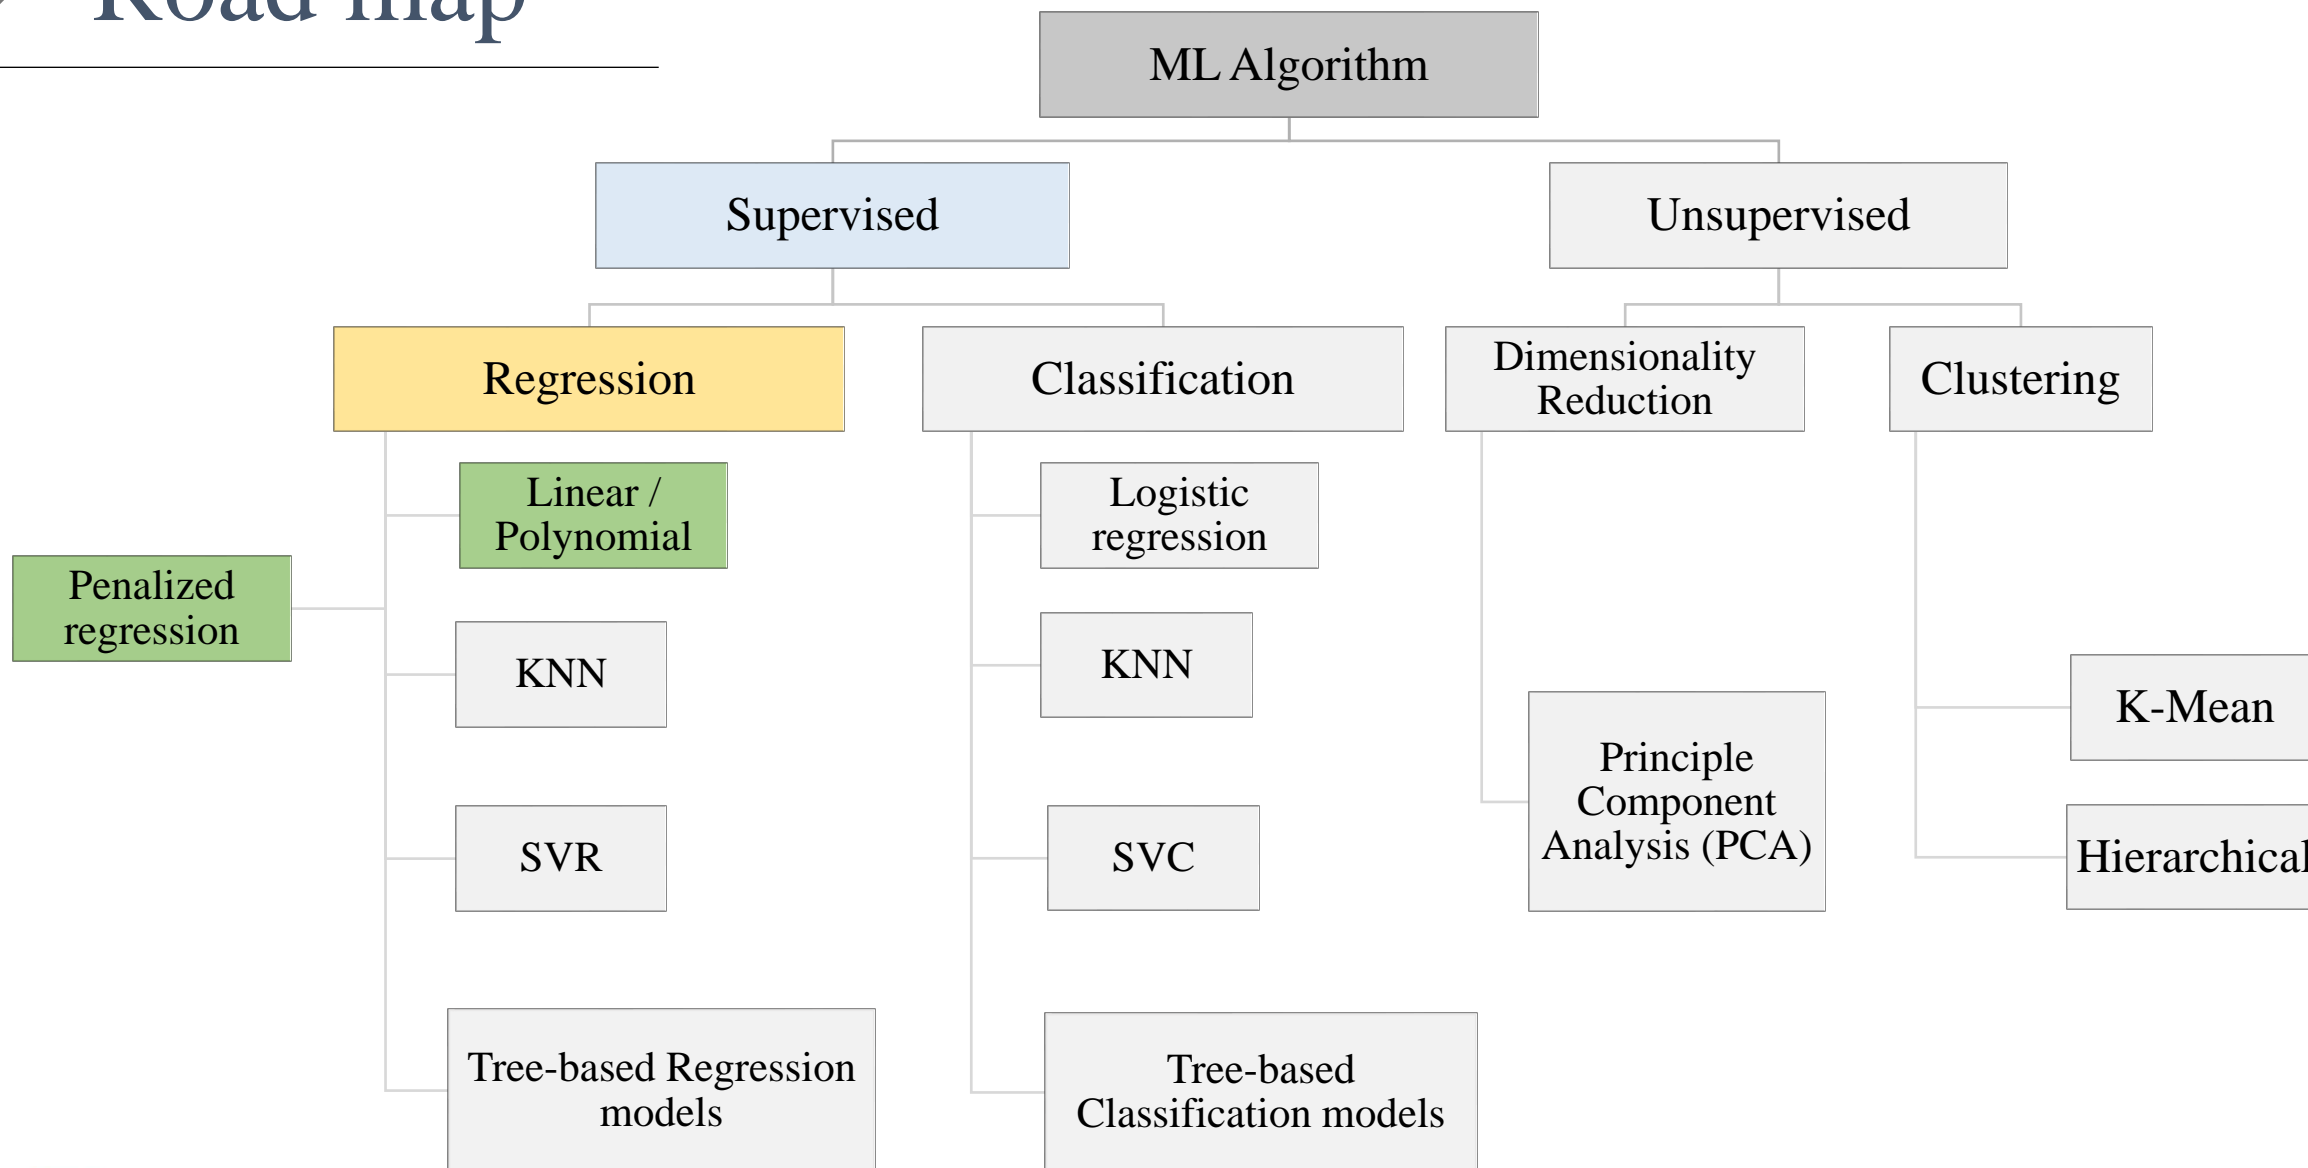 Road map
ML Algorithm
Supervised
Unsupervised
Regression
Classification
Dimensionality
Reduction
Clustering
Linear /
Polynomial
Logistic
regression
Penalized
regression
KNN
KNN
K-Mean
Principle
Component
Analysis (PCA)
SVR
SVC
Hierarchical
Tree-based Regression
models
Tree-based
Classification models